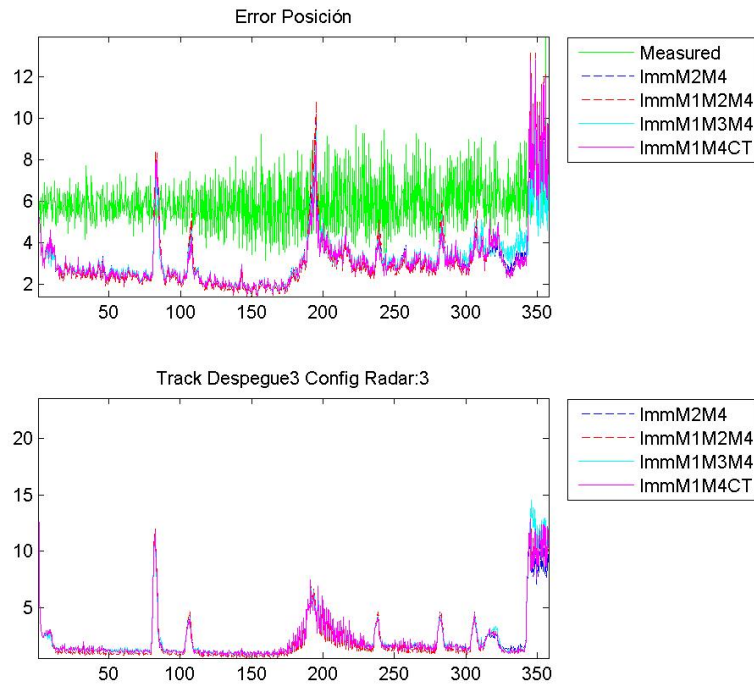 Error Posición
12
10
8
6
4
2
50 100 150 200 250 300 350
Measured
ImmM2M4
ImmM1M2M4
ImmM1M3M4
ImmM1M4CT
Track Despegue3 Config Radar:3
20
15
10
5
50 100 150 200 250 300 350
ImmM2M4
ImmM1M2M4
ImmM1M3M4
ImmM1M4CT